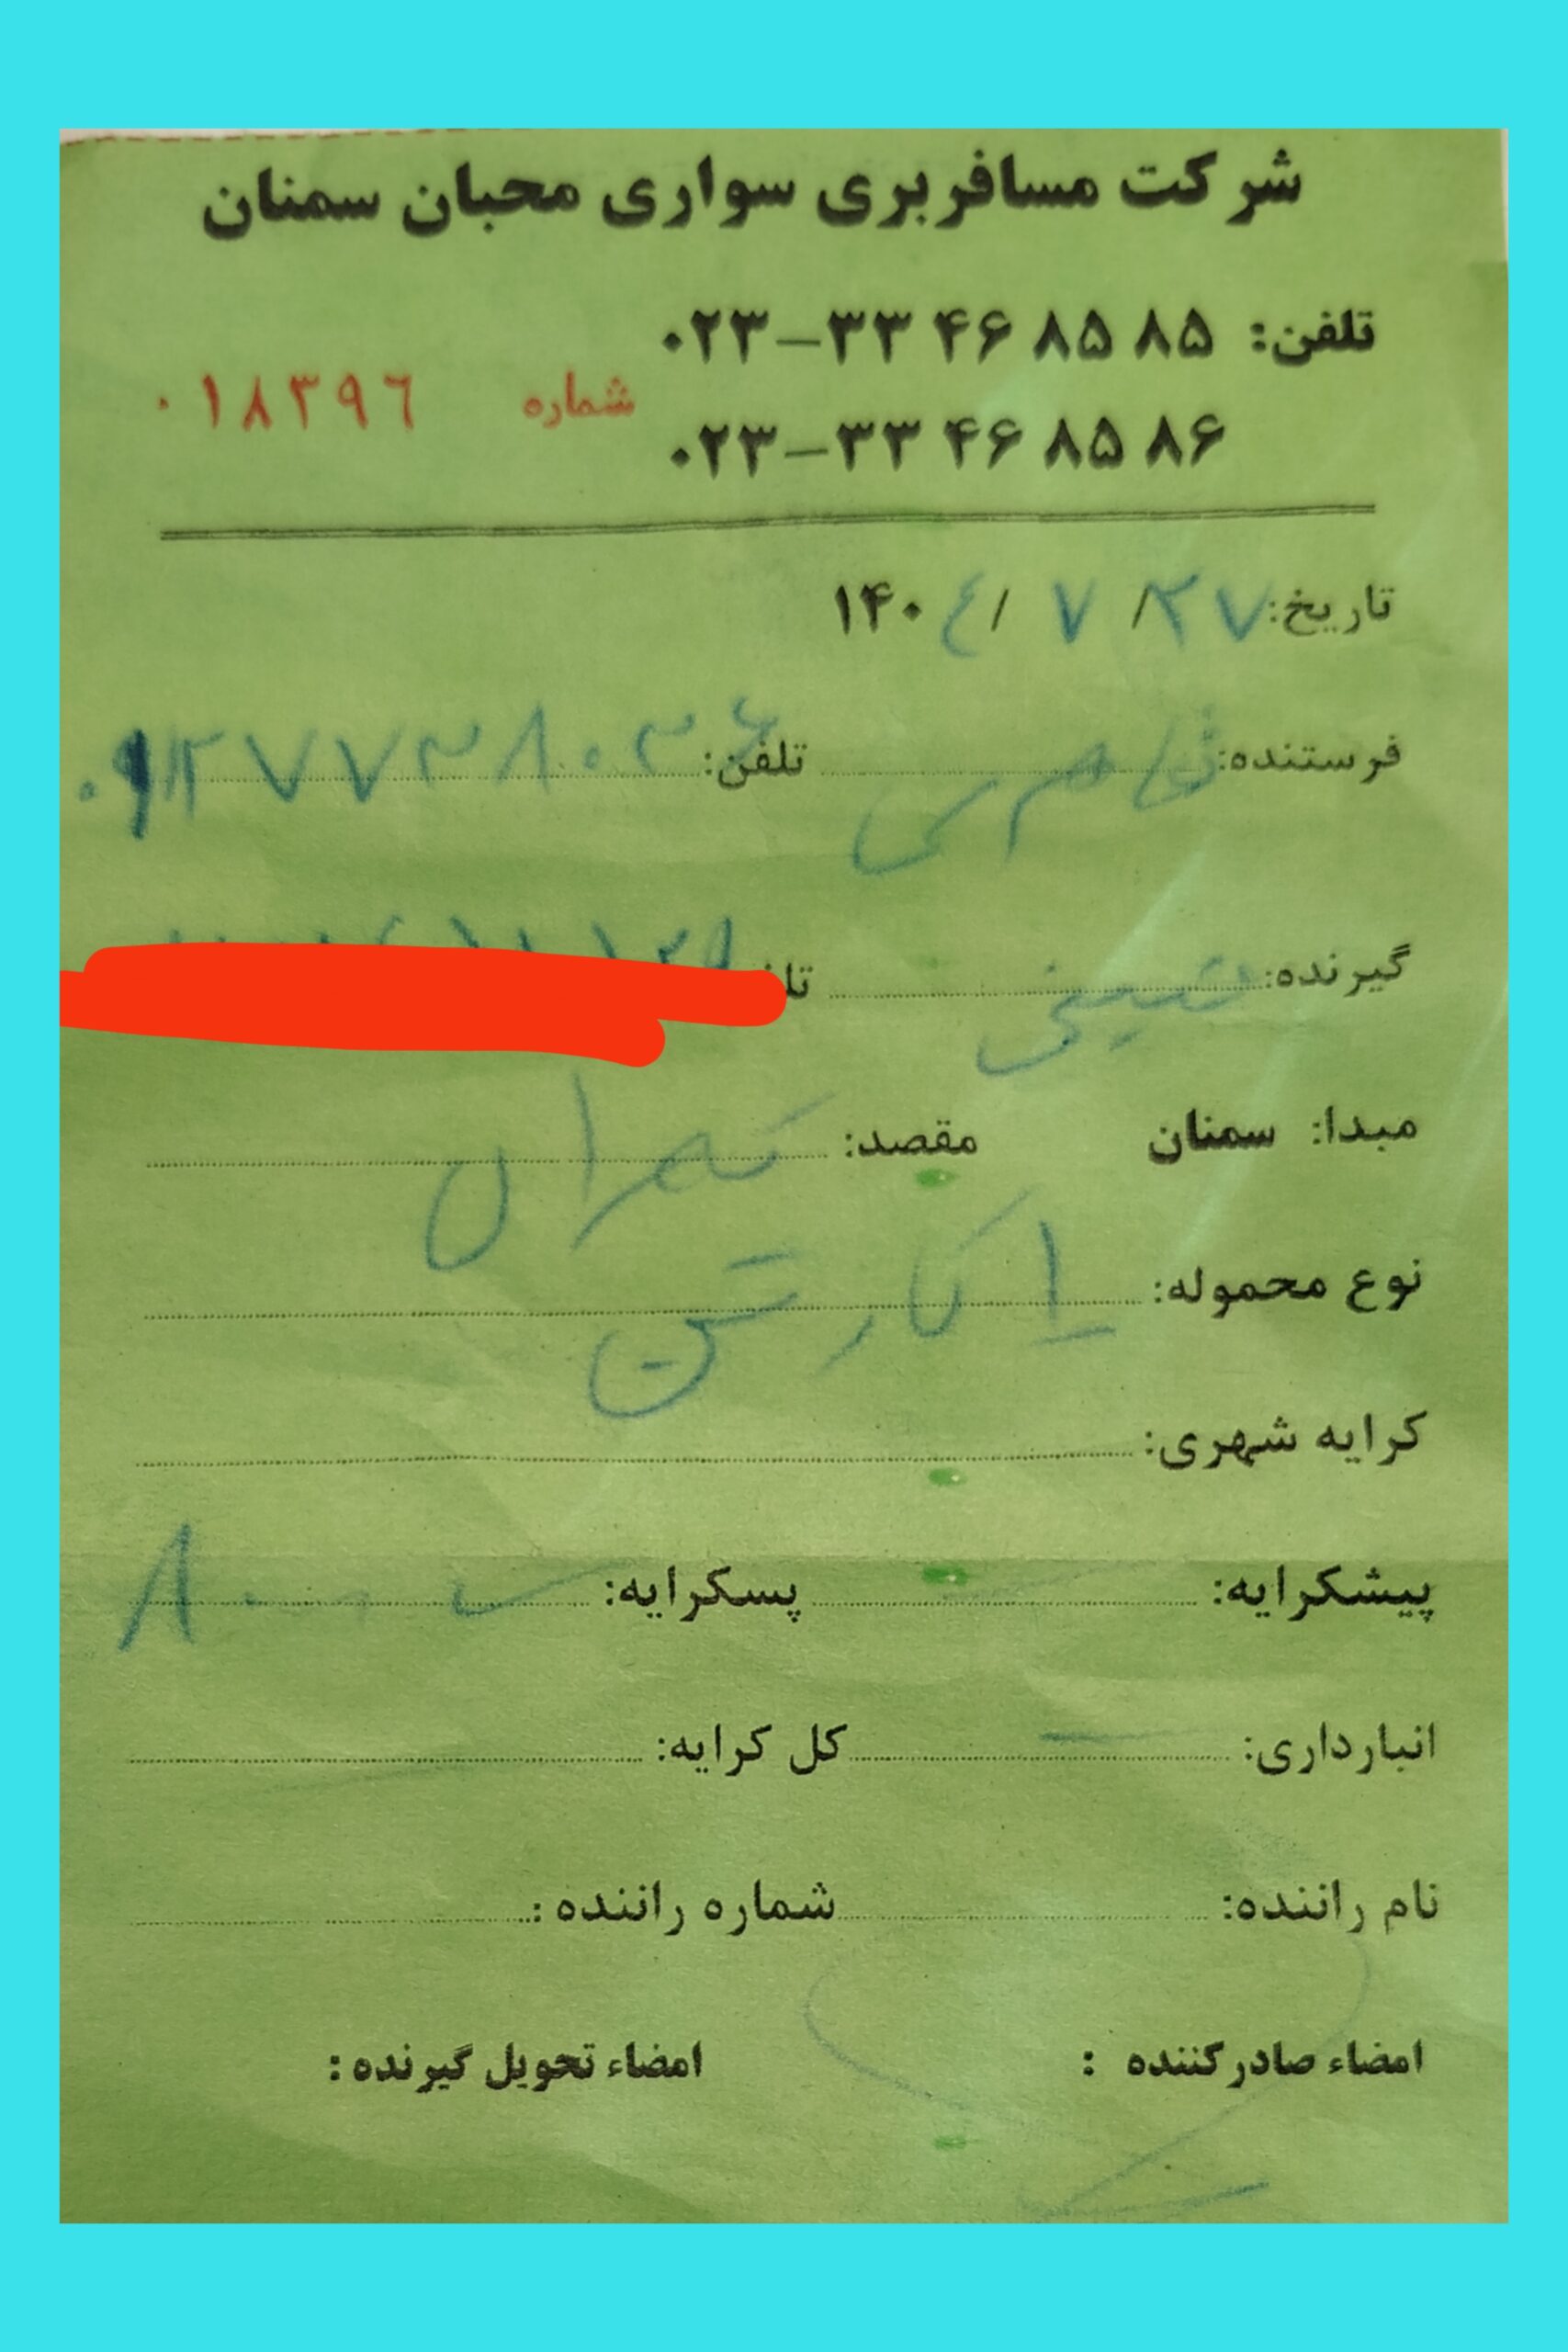 شرکت مسافربری سواری محبان سمنان
تلفن: ۰۲۳-۳۳ ۴۶ ۸۵ ۸۵
شماره ۰۱۸۳۹۶
۰۲۳-۳۳ ۴۶ ۸۵ ۸۶
تاریخ: ۲۷/ ۷ /۱۴۰۴
فرستنده: تلفن:
گیرنده:
مبدا: سمنان مقصد: تهران
نوع محموله: ۱ کارتن
کرایه شهری:
پیشکرایه: پسکرایه:
انبارداری: کل کرایه:
نام راننده: شماره راننده:
امضاء صادرکننده : امضاء تحویل گیرنده :